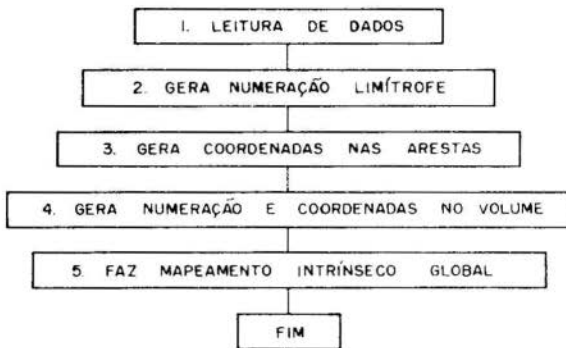 1. LEITURA DE DADOS
2. GERA NUMERAÇÃO LIMÍTROFE
3. GERA COORDENADAS NAS ARESTAS
4. GERA NUMERAÇÃO E COORDENADAS NO VOLUME
5. FAZ MAPEAMENTO INTRÍNSECO GLOBAL
FIM